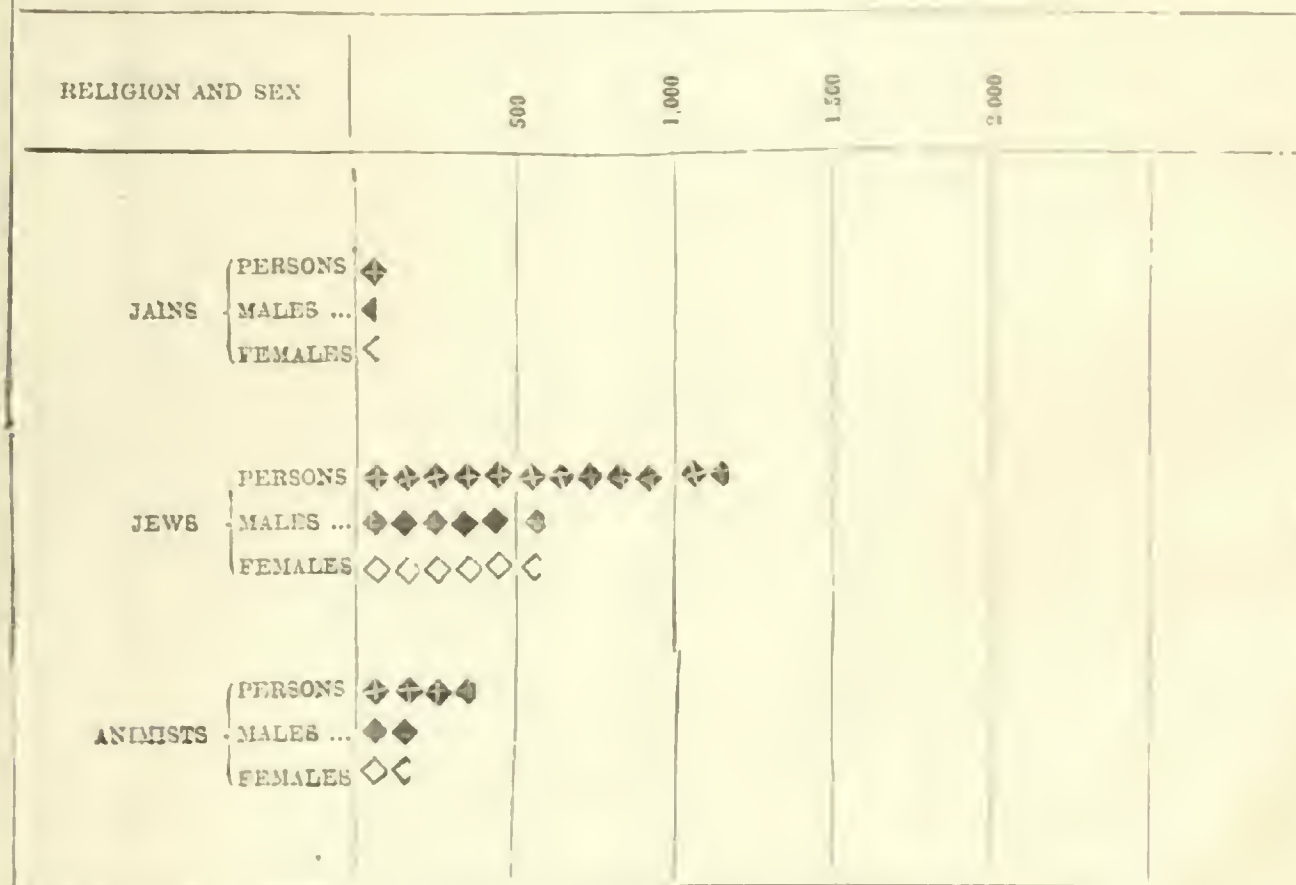 RELIGION AND SEX 500 1,000 1,500 2,000
PERSONS
JAINS MALES ...
FEMALES
PERSONS
JEWS MALES ...
FEMALES
PERSONS
ANIMISTS MALES ...
FEMALES